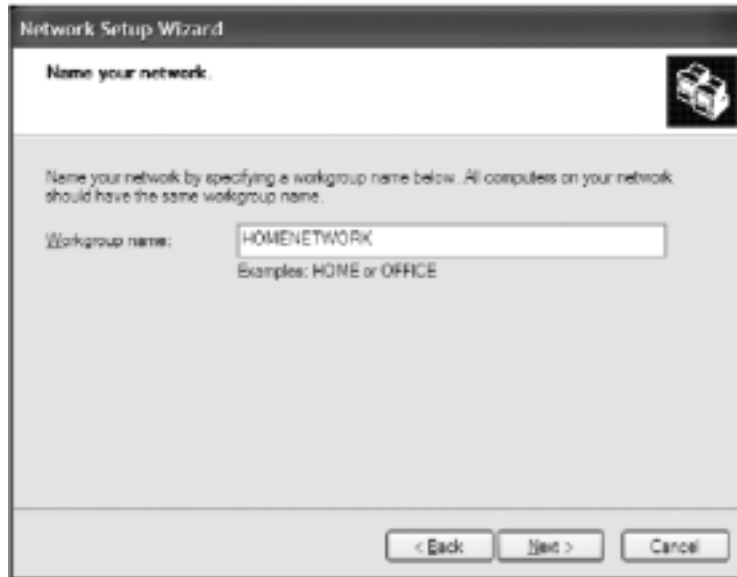 Network Setup Wizard
Name your network.
Name your network by specifying a workgroup name below. All computers on your network
should have the same workgroup name.
Workgroup name:
HOMENETWORK
Examples: HOME or OFFICE
< Back
Next >
Cancel